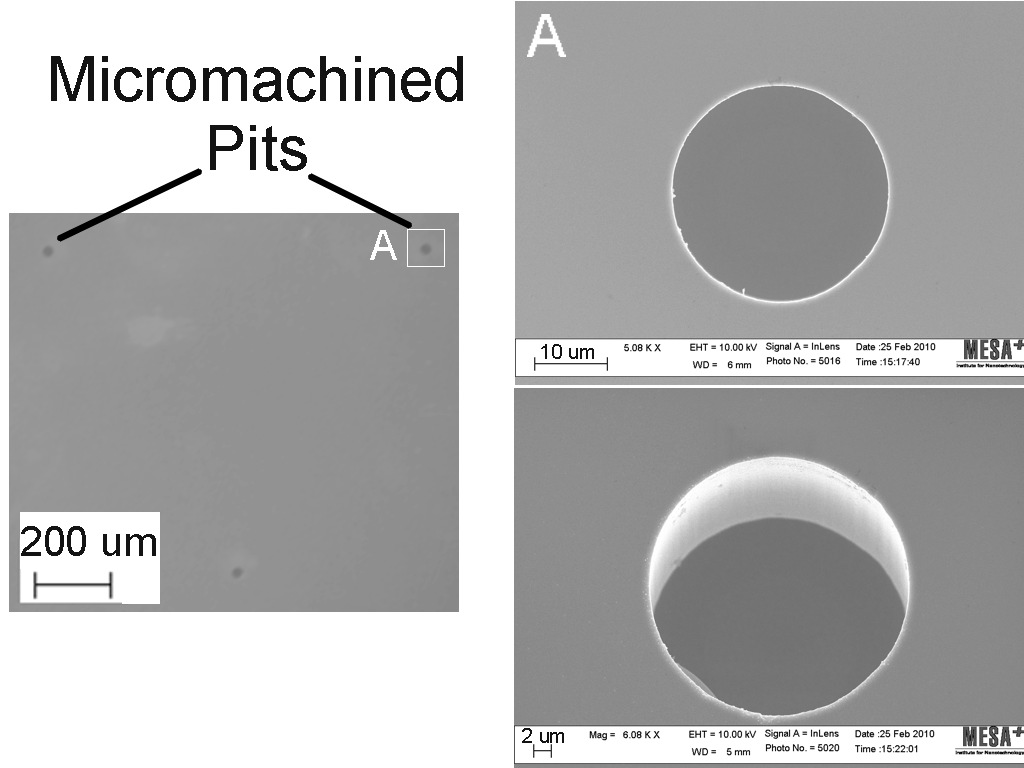 Micromachined
Pits
A
200 um
A
10 um
5.08 K X
EHT = 10.00 kV
WD = 6 mm
Signal A = InLens
Photo No. = 5016
Date :25 Feb 2010
Time :15:17:40
MESA+
Institute for Nanotechnology
2 um
Mag = 6.08 K X
EHT = 10.00 kV
WD = 5 mm
Signal A = InLens
Photo No. = 5020
Date :25 Feb 2010
Time :15:22:01
MESA+
Institute for Nanotechnology